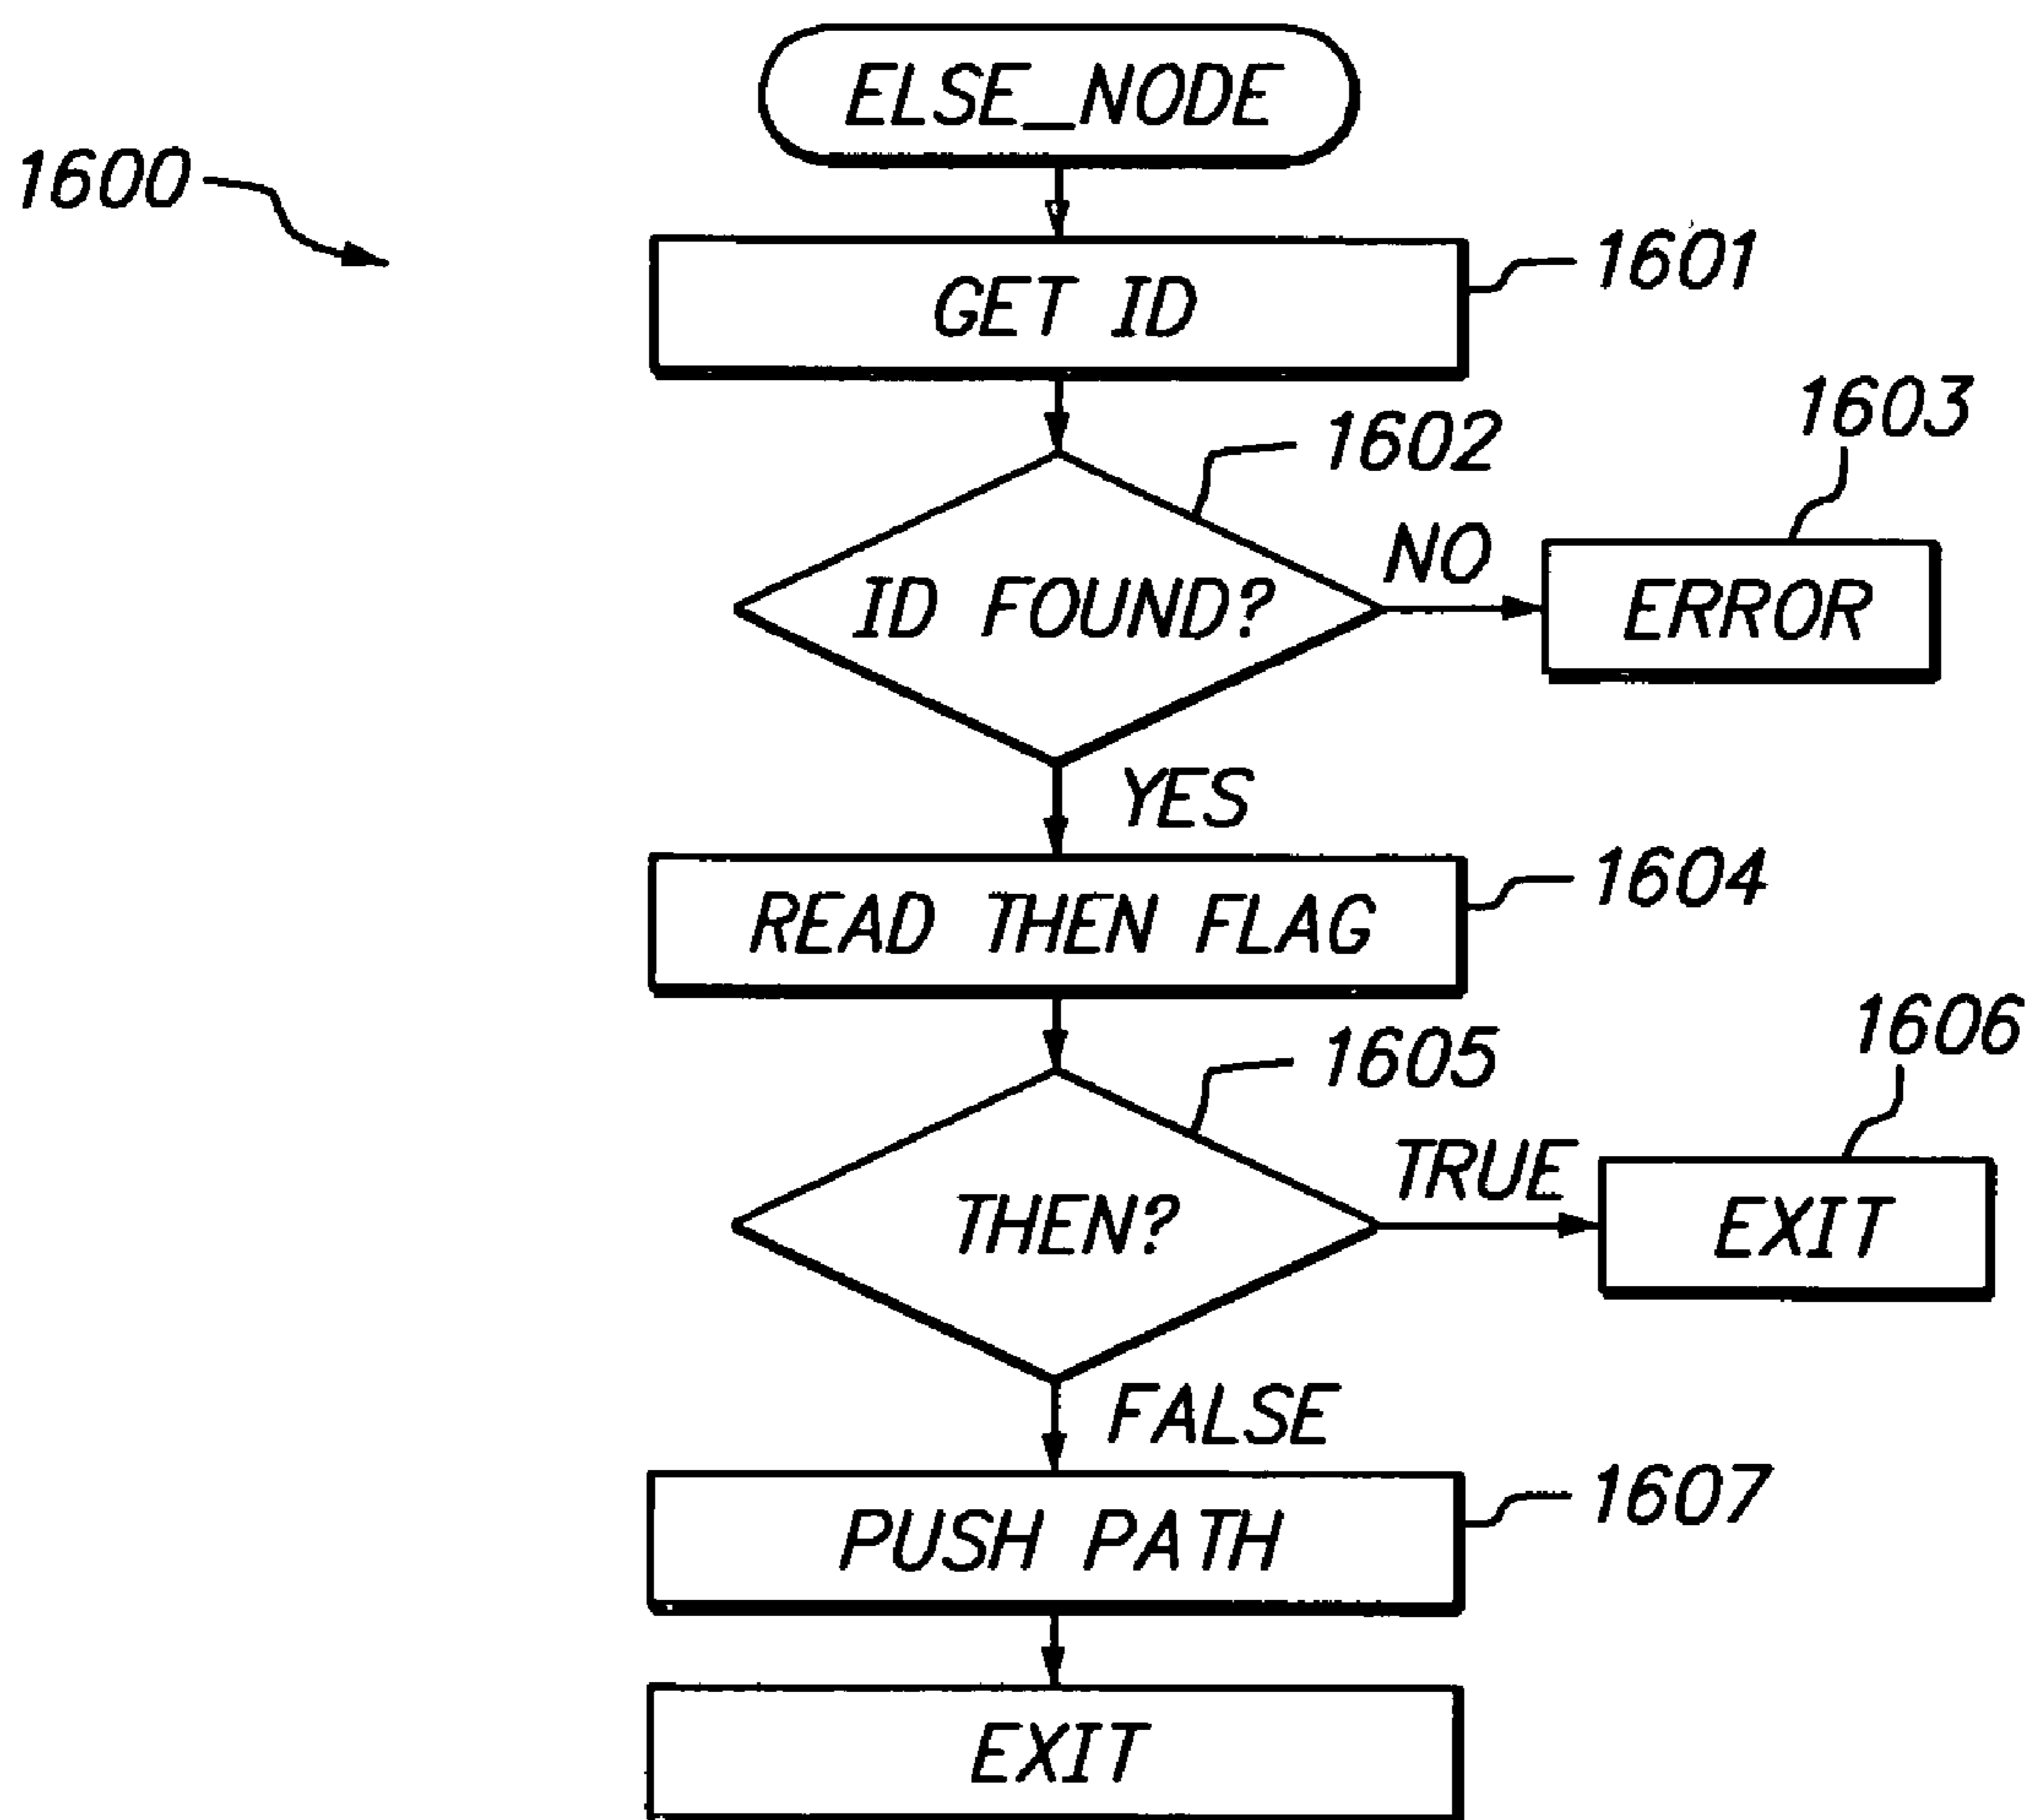 ELSE_NODE
1600
GET ID
1601
1602
ID FOUND?
NO
1603
ERROR
YES
READ THEN FLAG
1604
1605
THEN?
TRUE
1606
EXIT
FALSE
PUSH PATH
1607
EXIT